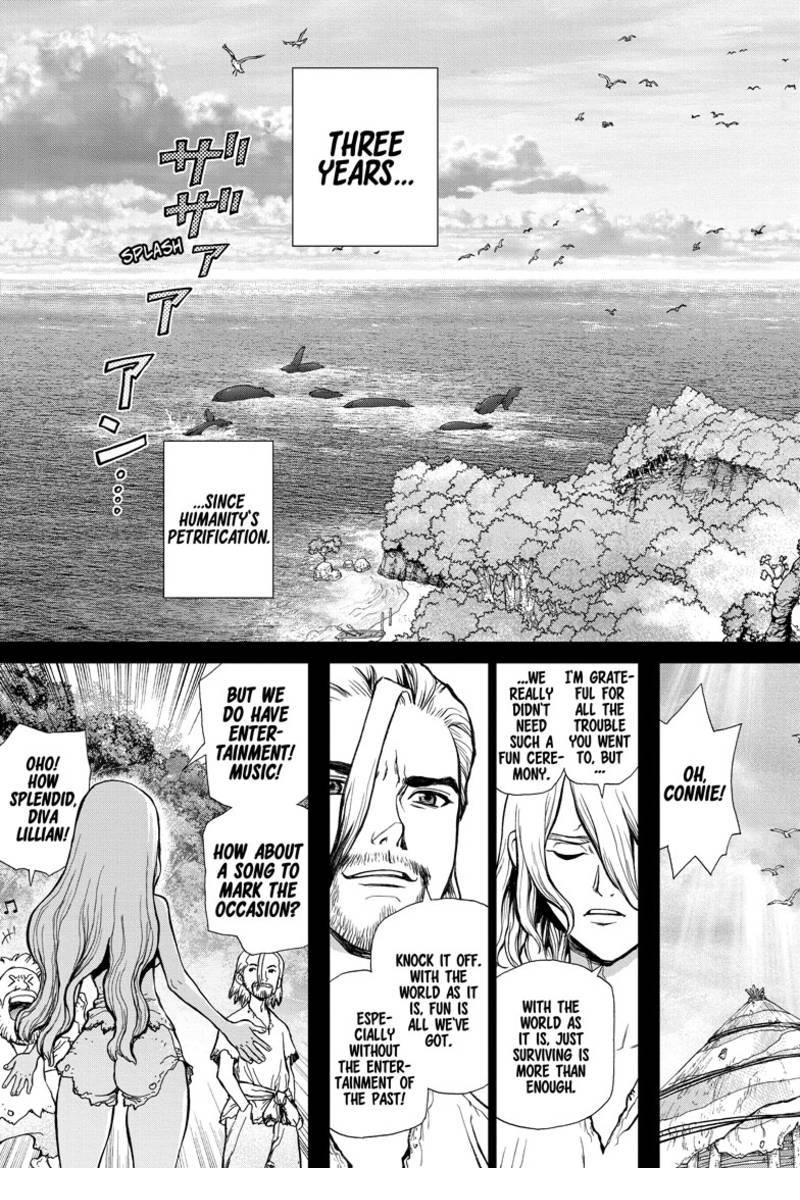 THREE
YEARS...
ザザァァアン...
SPLASH
...SINCE
HUMANITY'S
PETRIFICATION.
OH,
CONNIE!
I'M GRATE-
FUL FOR
ALL THE
TROUBLE
YOU WENT
TO, BUT
...
...WE
REALLY
DIDN'T
NEED
SUCH A
FUN CERE-
MONY.
WITH THE
WORLD AS
IT IS, JUST
SURVIVING IS
MORE THAN
ENOUGH.
KNOCK IT OFF.
WITH THE
WORLD AS IT
IS, FUN IS
ALL WE'VE
GOT.
ESPE-
CIALLY
WITHOUT
THE ENTER-
TAINMENT OF
THE PAST!
BUT WE
DO HAVE
ENTER-
TAINMENT!
MUSIC!
HOW ABOUT
A SONG TO
MARK THE
OCCASION?
OHO!
HOW
SPLENDID,
DIVA
LILLIAN!